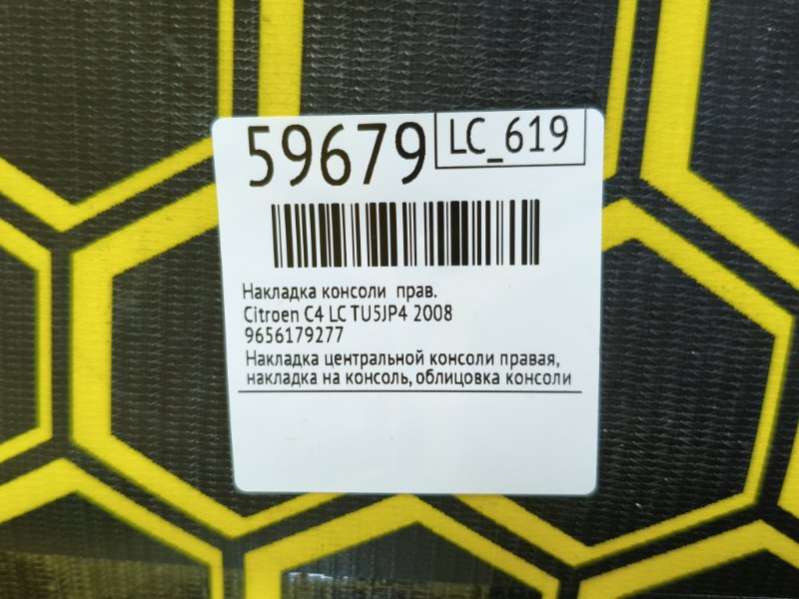 59679 LC_619
Накладка консоли прав.
Citroen C4 LC TU5JP4 2008
9656179277
Накладка центральной консоли правая,
накладка на консоль, облицовка консоли